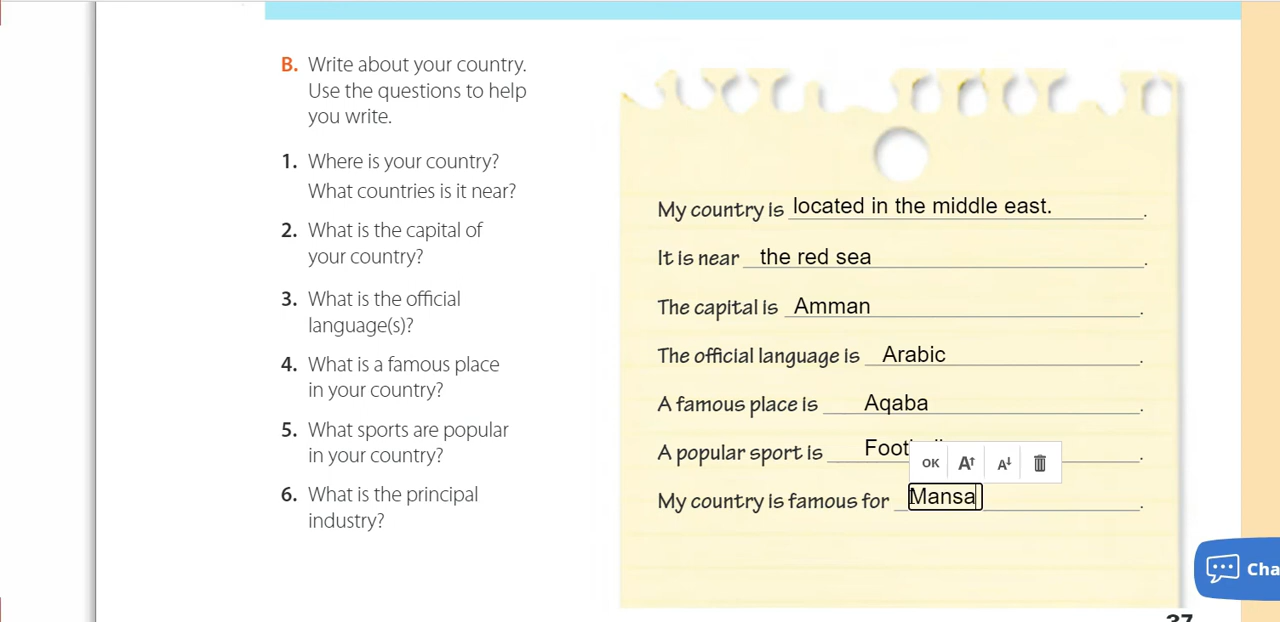 B. Write about your country.
Use the questions to help
you write.
1. Where is your country?
What countries is it near?
2. What is the capital of
your country?
3. What is the official
language(s)?
4. What is a famous place
in your country?
5. What sports are popular
in your country?
6. What is the principal
industry?
My country is located in the middle east. .
It is near the red sea .
The capital is Amman .
The official language is Arabic .
A famous place is Aqaba .
A popular sport is .
OK A↑ A↓
My country is famous for Mansa .
Cha
37